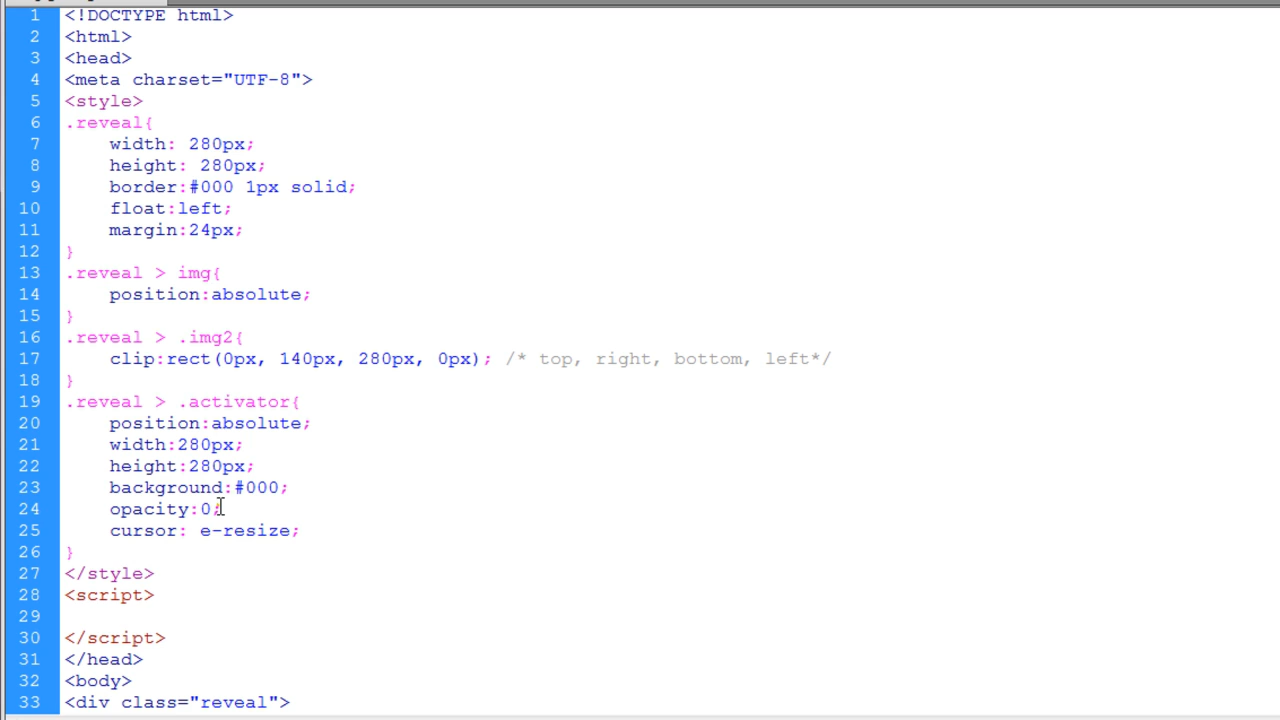 1 <!DOCTYPE html>
2 <html>
3 <head>
4 <meta charset="UTF-8">
5 <style>
6 .reveal{
7     width: 280px;
8     height: 280px;
9     border:#000 1px solid;
10     float:left;
11     margin:24px;
12 }
13 .reveal > img{
14     position:absolute;
15 }
16 .reveal > .img2{
17     clip:rect(0px, 140px, 280px, 0px); /* top, right, bottom, left*/
18 }
19 .reveal > .activator{
20     position:absolute;
21     width:280px;
22     height:280px;
23     background:#000;
24     opacity:0;
25     cursor: e-resize;
26 }
27 </style>
28 <script>
29
30 </script>
31 </head>
32 <body>
33 <div class="reveal">